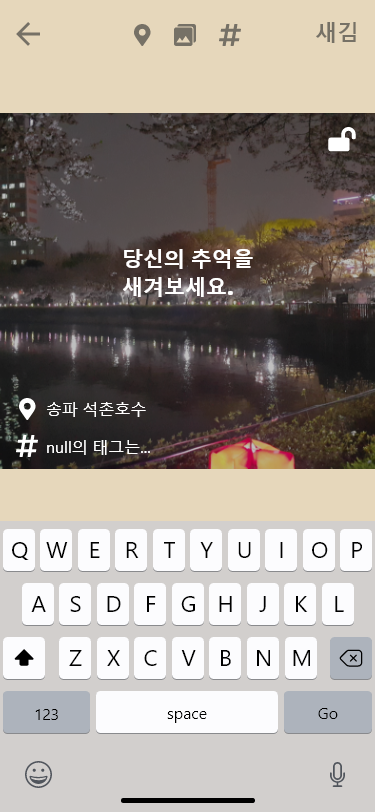 새김
당신의 추억을
새겨보세요.
송파 석촌호수
# null의 태그는...
Q W E R T Y U I O P
A S D F G H J K L
Z X C V B N M
123 space Go